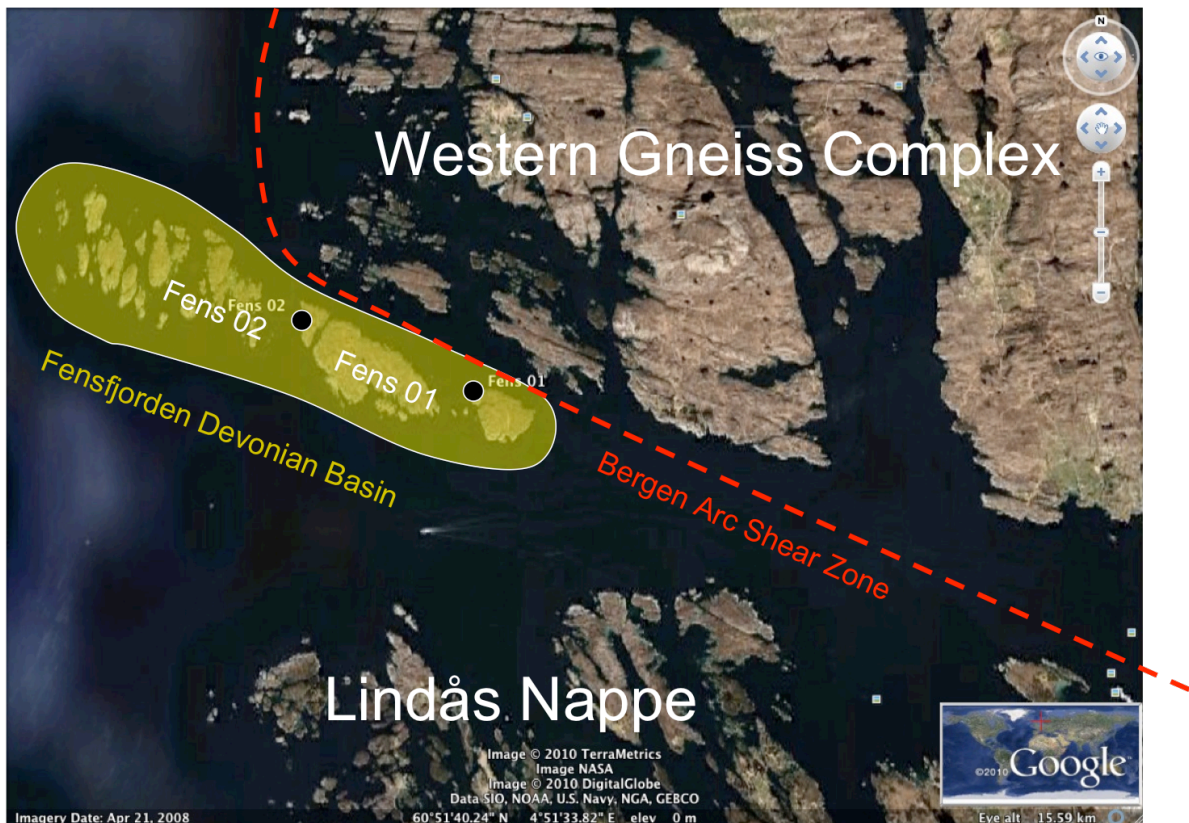 N
Western Gneiss Complex
Fens 02
Fens 02
Fens 01
Fens 01
Fensfjorden Devonian Basin
Bergen Arc Shear Zone
Lindås Nappe
Image © 2010 TerraMetrics
Image NASA
Image © 2010 DigitalGlobe
Data SIO, NOAA, U.S. Navy, NGA, GEBCO
©2010 Google
Imagery Date: Apr 21, 2008 60°51'40.24" N 4°51'33.82" E elev 0 m Eye alt 15.59 km